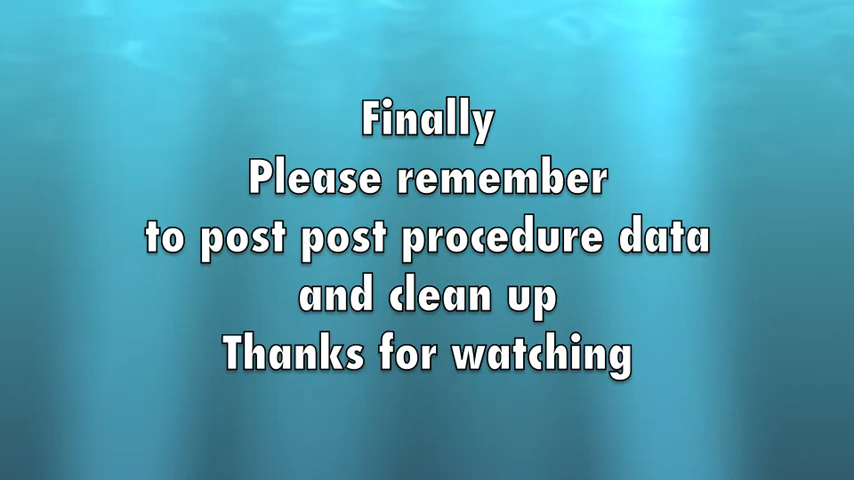 Finally
Please remember
to post post procedure data
and clean up
Thanks for watching